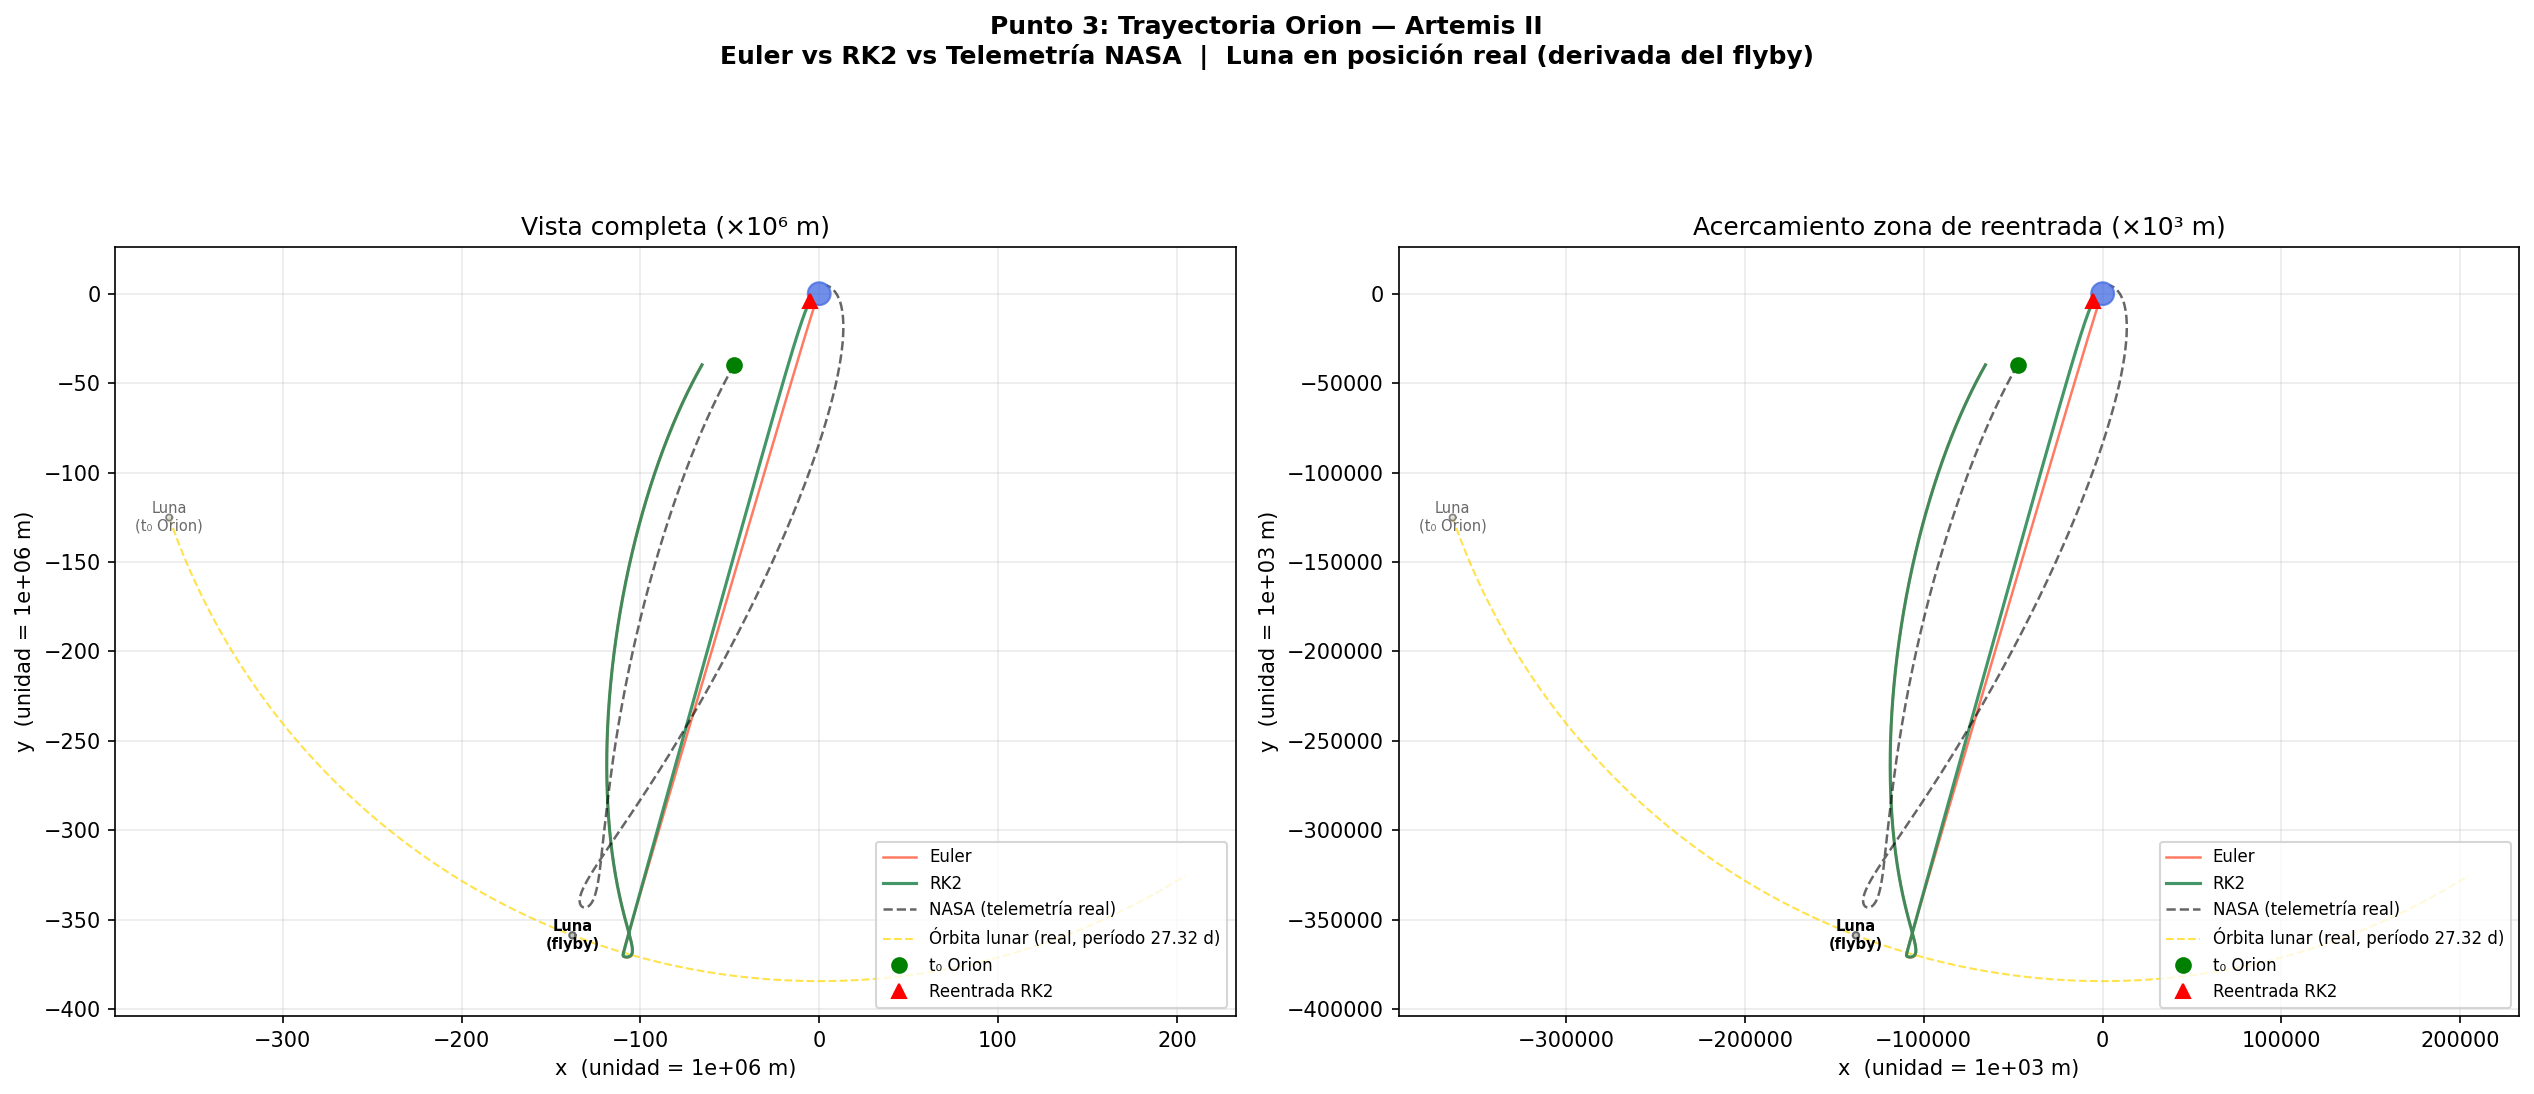 Punto 3: Trayectoria Orion — Artemis II
Euler vs RK2 vs Telemetría NASA  |  Luna en posición real (derivada del flyby)
Vista completa (×10⁶ m)
y  (unidad = 1e+06 m)
0
−50
−100
−150
−200
−250
−300
−350
−400
Luna
(t₀ Orion)
Luna
(flyby)
Euler
RK2
NASA (telemetría real)
Órbita lunar (real, período 27.32 d)
t₀ Orion
Reentrada RK2
−300
−200
−100
0
100
200
x  (unidad = 1e+06 m)
Acercamiento zona de reentrada (×10³ m)
y  (unidad = 1e+03 m)
0
−50000
−100000
−150000
−200000
−250000
−300000
−350000
−400000
Luna
(t₀ Orion)
Luna
(flyby)
Euler
RK2
NASA (telemetría real)
Órbita lunar (real, período 27.32 d)
t₀ Orion
Reentrada RK2
−300000
−200000
−100000
0
100000
200000
x  (unidad = 1e+03 m)